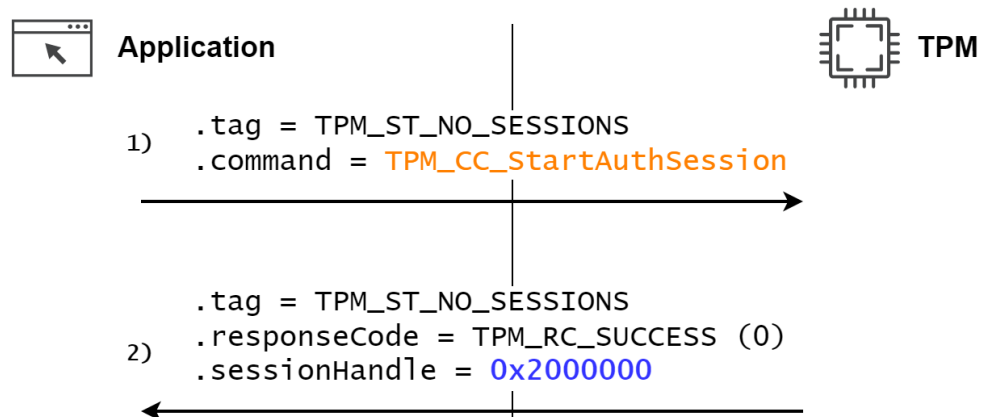 Application
TPM
1)
.tag = TPM_ST_NO_SESSIONS
.command = TPM_CC_StartAuthSession
2)
.tag = TPM_ST_NO_SESSIONS
.responseCode = TPM_RC_SUCCESS (0)
.sessionHandle = 0x2000000